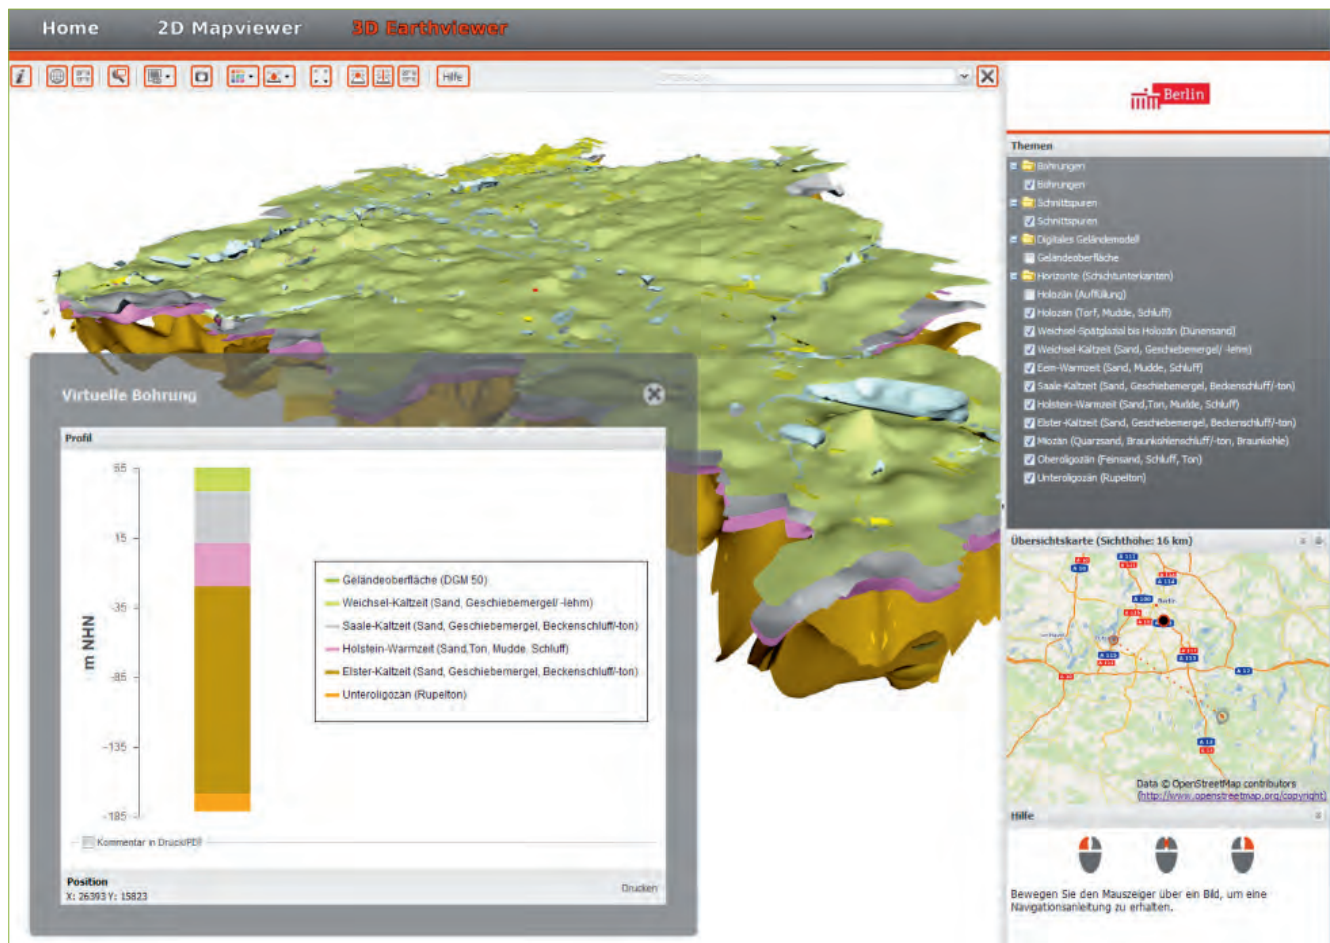 Home 2D Mapviewer 3D Earthviewer
Hilfe
Berlin
Themen
Bohrungen
Bohrungen
Schnittspuren
Schnittspuren
Digitales Geländemodell
Geländeoberfläche
Horizonte (Schichtunterkanten)
Holozän (Auffüllung)
Holozän (Torf, Mudde, Schluff)
Weichsel-Spätglazial bis Holozän (Dünensand)
Weichsel-Kaltzeit (Sand, Geschiebemergel/ -lehm)
Eem-Warmzeit (Sand, Mudde, Schluff)
Saale-Kaltzeit (Sand, Geschiebemergel, Beckenschluff/-ton)
Holstein-Warmzeit (Sand,Ton, Mudde, Schluff)
Elster-Kaltzeit (Sand, Geschiebemergel, Beckenschluff/-ton)
Miozän (Quarzsand, Braunkohlenschluff/-ton, Braunkohle)
Oberoligozän (Feinsand, Schluff, Ton)
Unteroligozän (Rupelton)
Virtuelle Bohrung
Profil
65
15
-35
-85
-135
-185
m NHN
Geländeoberfläche (DGM 50)
Weichsel-Kaltzeit (Sand, Geschiebemergel/ -lehm)
Saale-Kaltzeit (Sand, Geschiebemergel, Beckenschluff/-ton)
Holstein-Warmzeit (Sand,Ton, Mudde, Schluff)
Elster-Kaltzeit (Sand, Geschiebemergel, Beckenschluff/-ton)
Unteroligozän (Rupelton)
Kommentar in Druck/PDF
Position
X: 26393 Y: 15823
Drucken
Übersichtskarte (Sichthöhe: 16 km)
A 114
A 100
Berlin
A 115
A 113
A 12
A 13
Data © OpenStreetMap contributors
(http://www.openstreetmap.org/copyright)
Hilfe
Bewegen Sie den Mauszeiger über ein Bild, um eine
Navigationsanleitung zu erhalten.